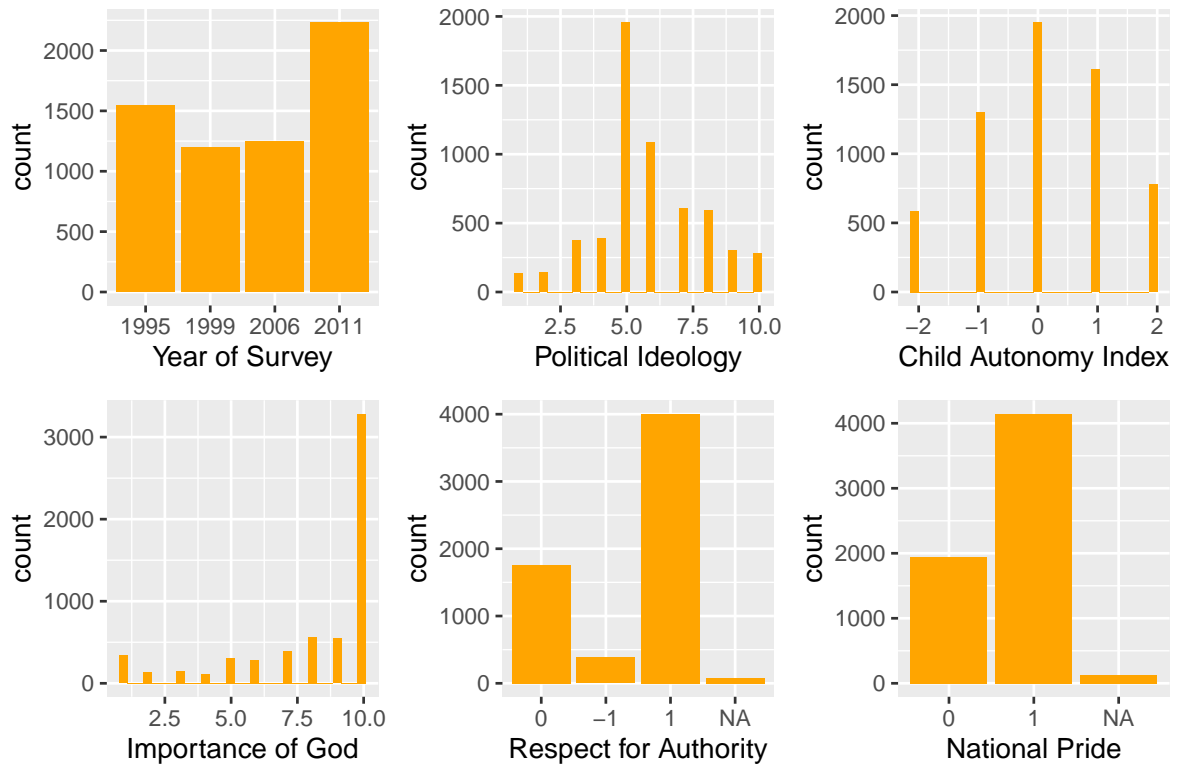 count
2000
1500
1000
500
0
1995 1999 2006 2011
Year of Survey
count
2000
1500
1000
500
0
2.5 5.0 7.5 10.0
Political Ideology
count
2000
1500
1000
500
0
−2 −1 0 1 2
Child Autonomy Index
count
3000
2000
1000
0
2.5 5.0 7.5 10.0
Importance of God
count
4000
3000
2000
1000
0
0 −1 1 NA
Respect for Authority
count
4000
3000
2000
1000
0
0 1 NA
National Pride